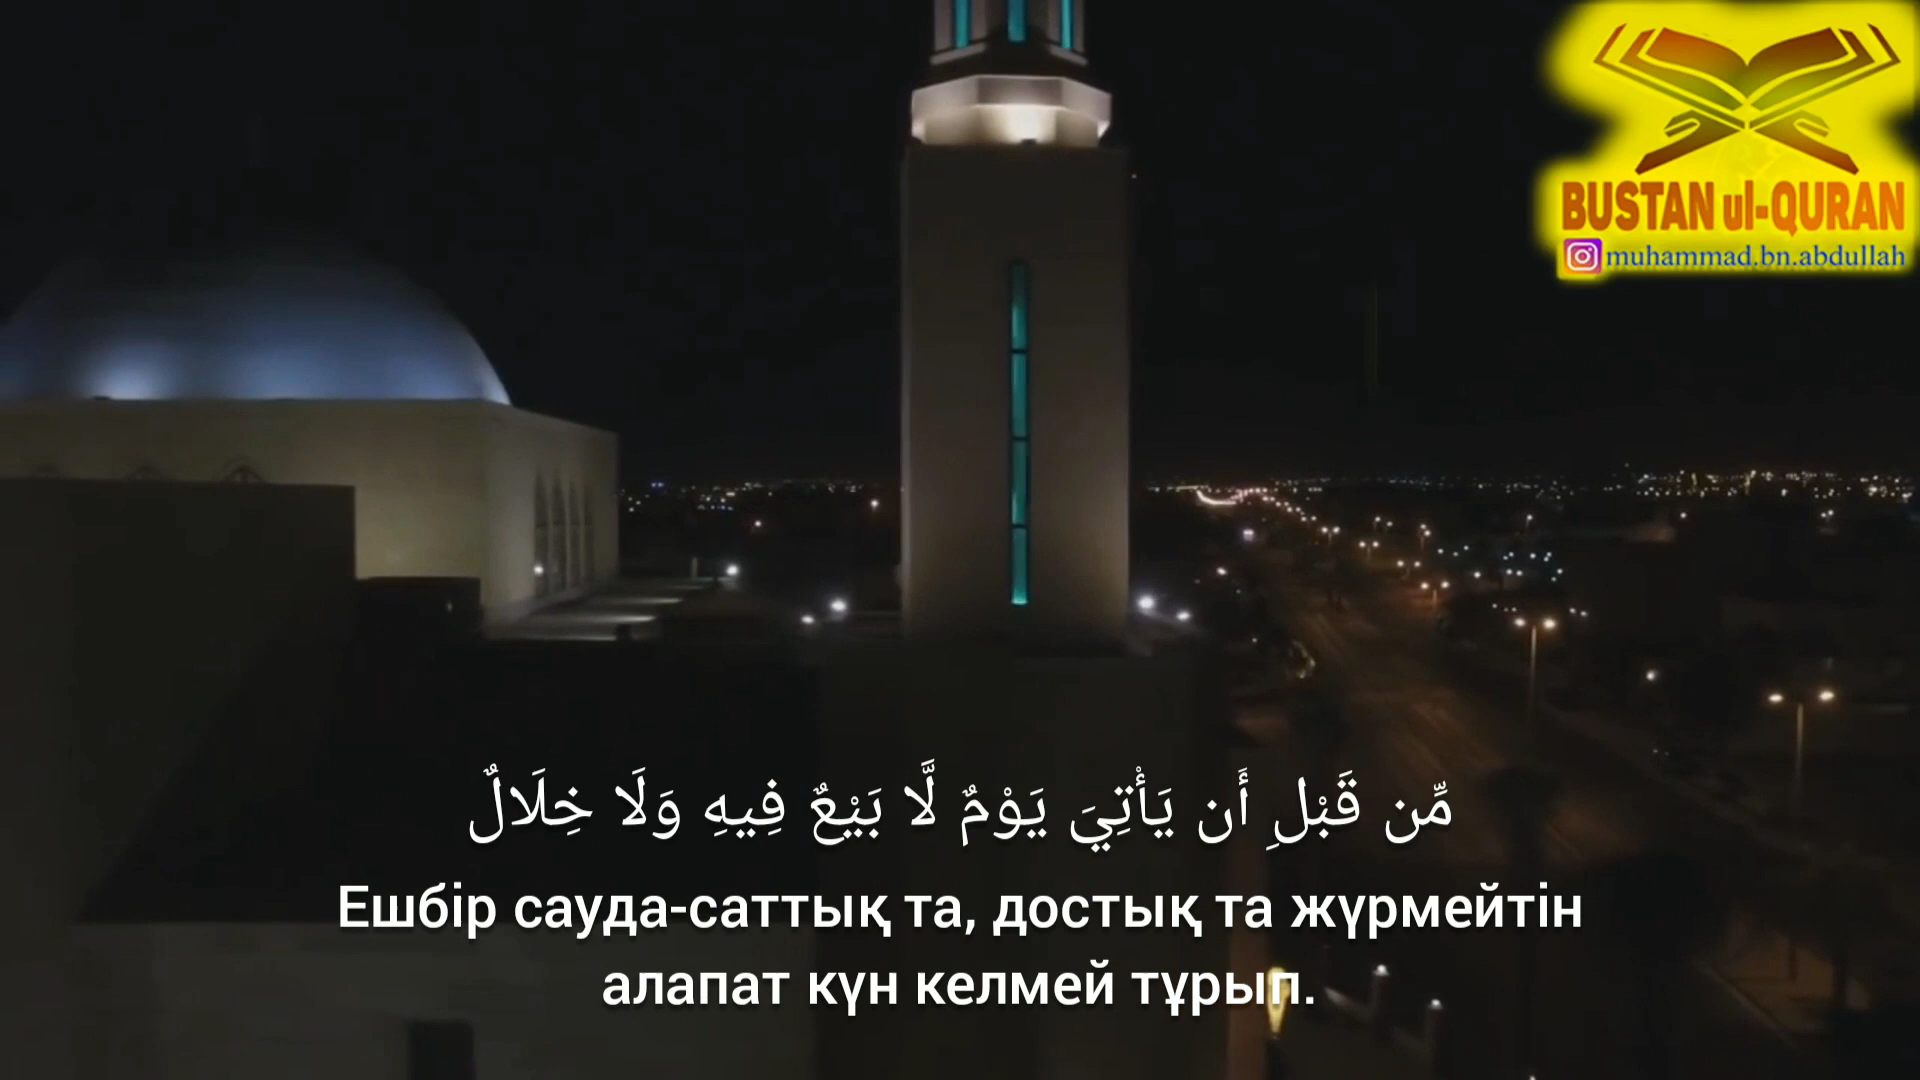 BUSTAN ul-QURAN
muhammad.bn.abdullah
مِّن قَبْلِ أَن يَأْتِيَ يَوْمٌ لَّا بَيْعٌ فِيهِ وَلَا خِلَالٌ
Ешбір сауда-саттық та, достық та жүрмейтін
алапат күн келмей тұрып.